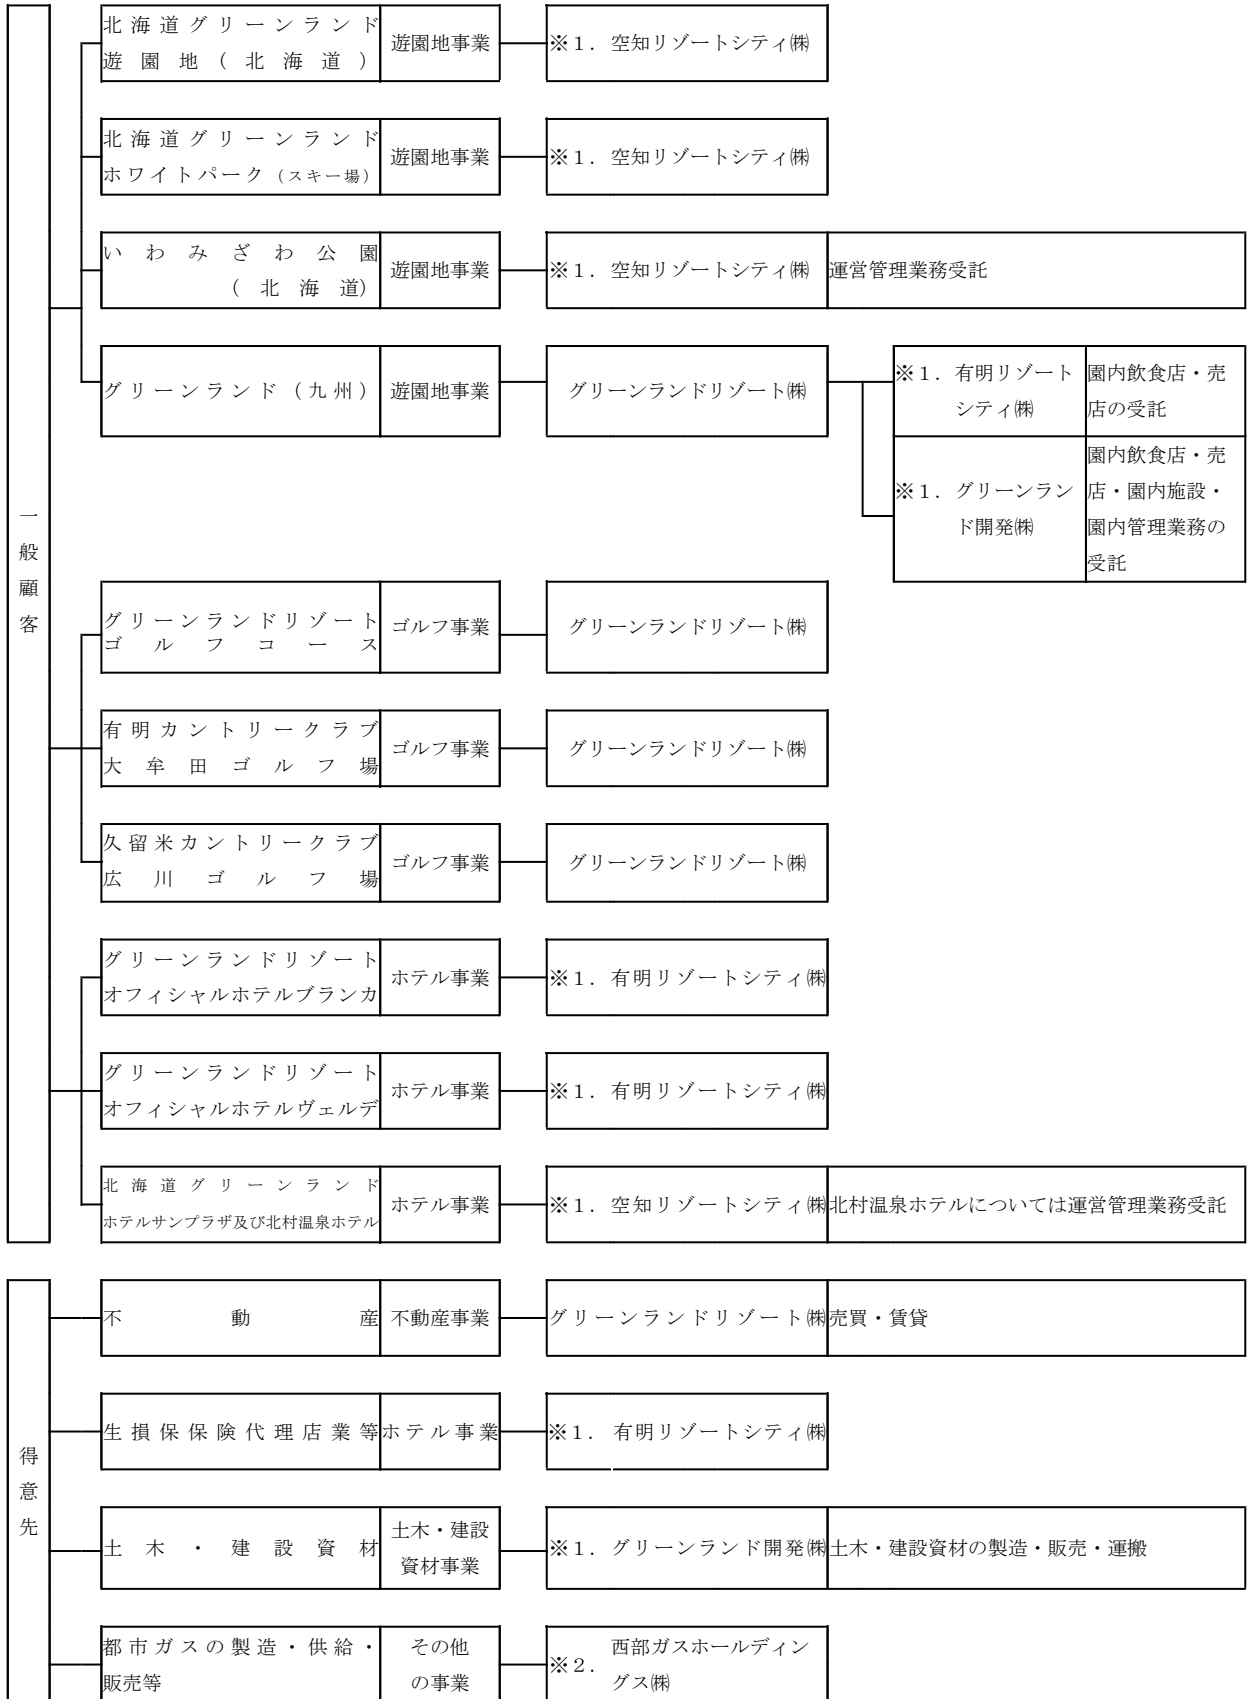 一般顧客
北海道グリーンランド
遊園地(北海道)
遊園地事業
※1．空知リゾートシティ㈱
北海道グリーンランド
ホワイトパーク(スキー場)
遊園地事業
※1．空知リゾートシティ㈱
いわみざわ公園
(北海道)
遊園地事業
※1．空知リゾートシティ㈱
運営管理業務受託
グリーンランド(九州)
遊園地事業
グリーンランドリゾート㈱
※1．有明リゾート
シティ㈱
園内飲食店・売
店の受託
※1．グリーンラン
ド開発㈱
園内飲食店・売
店・園内施設・
園内管理業務の
受託
グリーンランドリゾート
ゴルフコース
ゴルフ事業
グリーンランドリゾート㈱
有明カントリークラブ
大牟田ゴルフ場
ゴルフ事業
グリーンランドリゾート㈱
久留米カントリークラブ
広川ゴルフ場
ゴルフ事業
グリーンランドリゾート㈱
グリーンランドリゾート
オフィシャルホテルブランカ
ホテル事業
※1．有明リゾートシティ㈱
グリーンランドリゾート
オフィシャルホテルヴェルデ
ホテル事業
※1．有明リゾートシティ㈱
北海道グリーンランド
ホテルサンプラザ及び北村温泉ホテル
ホテル事業
※1．空知リゾートシティ㈱
北村温泉ホテルについては運営管理業務受託
得意先
不動産
不動産事業
グリーンランドリゾート㈱
売買・賃貸
生損保保険代理店業等
ホテル事業
※1．有明リゾートシティ㈱
土木・建設資材
土木・建設
資材事業
※1．グリーンランド開発㈱
土木・建設資材の製造・販売・運搬
都市ガスの製造・供給・
販売等
その他
の事業
※2．西部ガスホールディン
グス㈱